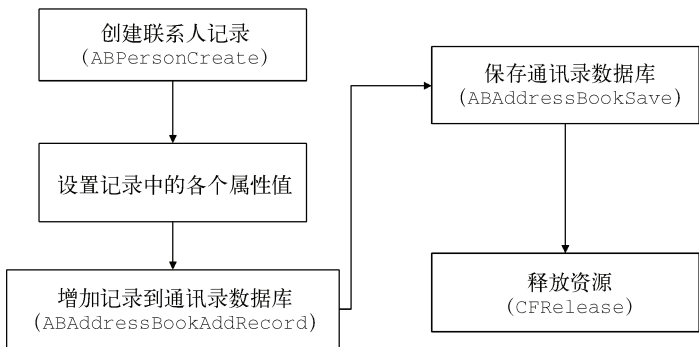 创建联系人记录
(ABPersonCreate)
设置记录中的各个属性值
增加记录到通讯录数据库
(ABAddressBookAddRecord)
保存通讯录数据库
(ABAddressBookSave)
释放资源
(CFRelease)